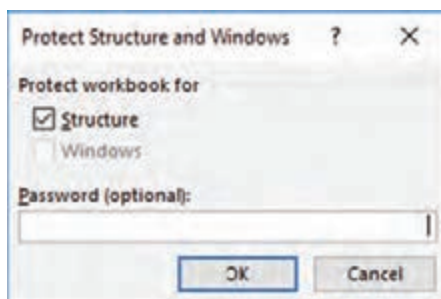 Protect Structure and Windows ? ×
Protect workbook for
Structure
Windows
Password (optional):
OK Cancel